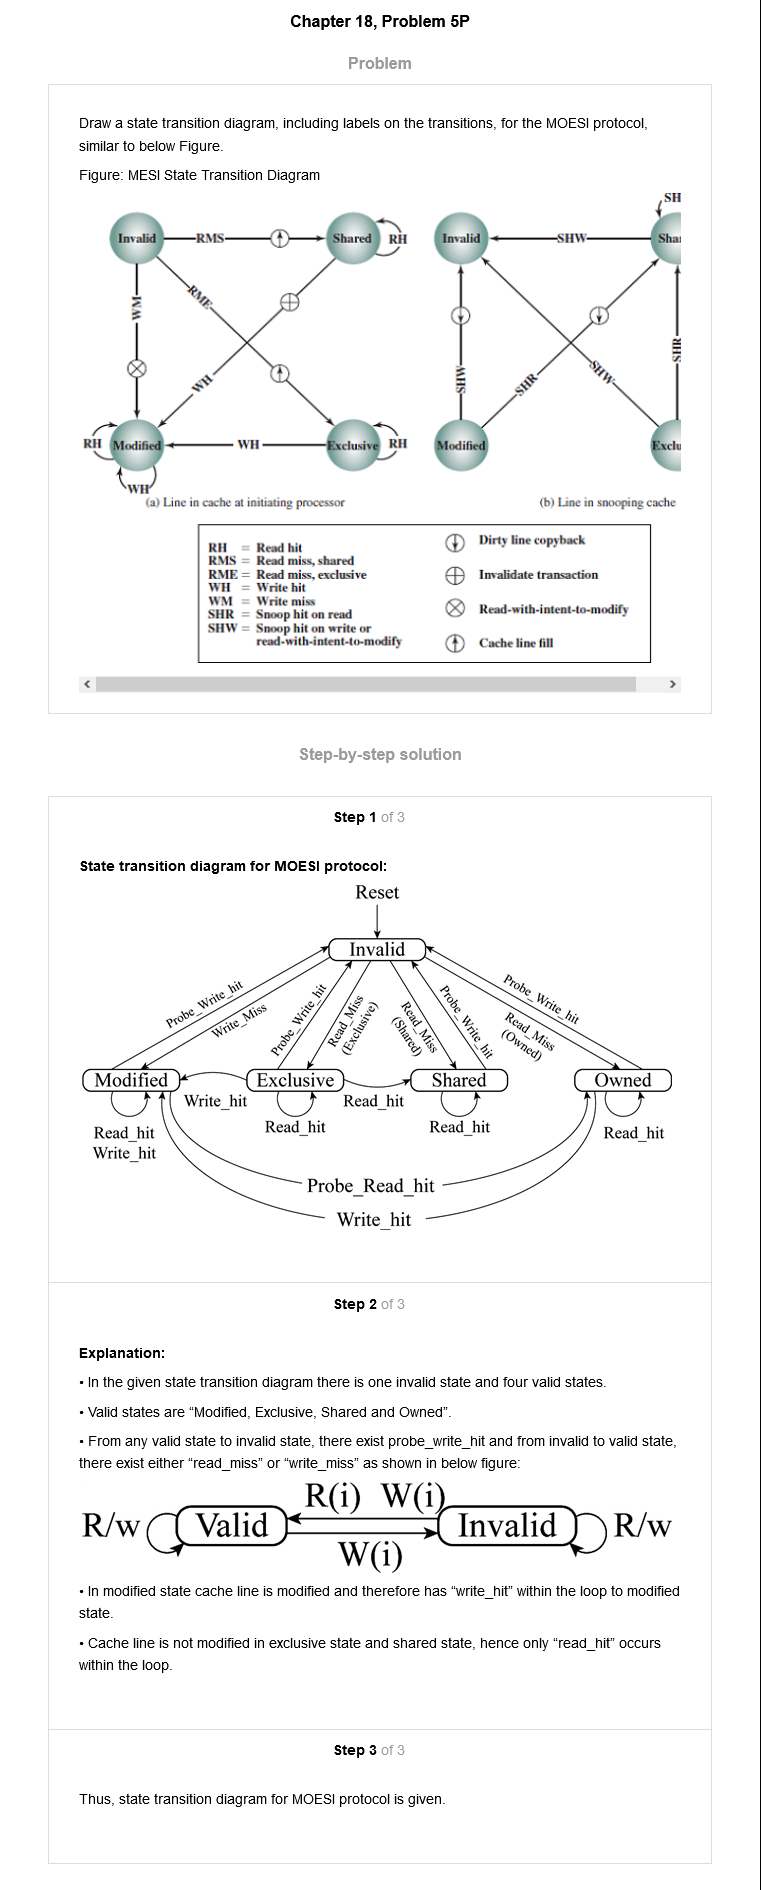 Chapter 18, Problem 5P
Problem
Draw a state transition diagram, including labels on the transitions, for the MOESI protocol,
similar to below Figure.
Figure: MESI State Transition Diagram
SH
Invalid
RMS
Shared
RH
Invalid
SHW
Shar
WM
RME
WH
SHW
SHR
SHW
SHR
RH
Modified
WH
Exclusive
RH
Modified
Exclu
WH
(a) Line in cache at initiating processor
(b) Line in snooping cache
RH = Read hit
RMS = Read miss, shared
RME = Read miss, exclusive
WH = Write hit
WM = Write miss
SHR = Snoop hit on read
SHW = Snoop hit on write or
read-with-intent-to-modify
Dirty line copyback
Invalidate transaction
Read-with-intent-to-modify
Cache line fill
Step-by-step solution
Step 1 of 3
State transition diagram for MOESI protocol:
Reset
Invalid
Probe_Write_hit
Write_Miss
Probe_Write_hit
Read_Miss
(Exclusive)
Read_Miss
(Shared)
Probe_Write_hit
Probe_Write_hit
Read_Miss
(Owned)
Modified
Exclusive
Shared
Owned
Write_hit
Read_hit
Read_hit
Write_hit
Read_hit
Read_hit
Read_hit
Probe_Read_hit
Write_hit
Step 2 of 3
Explanation:
• In the given state transition diagram there is one invalid state and four valid states.
• Valid states are “Modified, Exclusive, Shared and Owned”.
• From any valid state to invalid state, there exist probe_write_hit and from invalid to valid state,
there exist either “read_miss” or “write_miss” as shown in below figure:
R(i) W(i)
R/w
Valid
Invalid
R/w
W(i)
• In modified state cache line is modified and therefore has “write_hit” within the loop to modified
state.
• Cache line is not modified in exclusive state and shared state, hence only “read_hit” occurs
within the loop.
Step 3 of 3
Thus, state transition diagram for MOESI protocol is given.